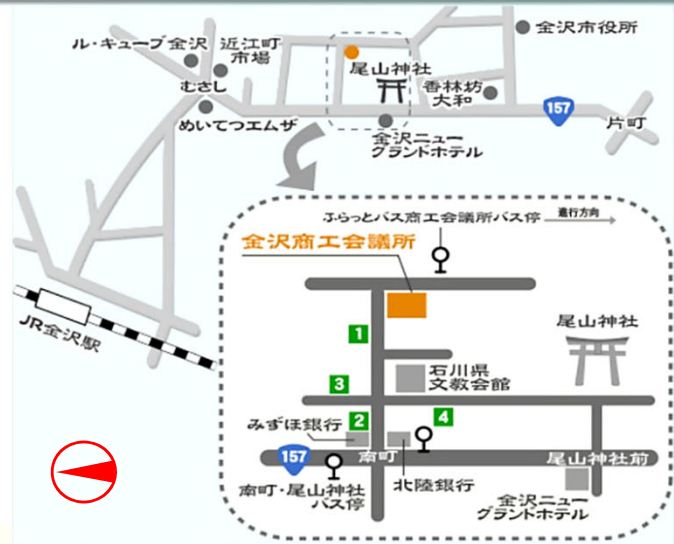 金沢市役所
ル・キューブ金沢
近江町
市場
尾山神社
香林坊
大和
むさし
157
めいてつエムザ
片町
金沢ニュー
グランドホテル
ふらっとバス商工会議所バス停
進行方向
金沢商工会議所
JR金沢駅
尾山神社
1
石川県
文教会館
3
みずほ銀行
2
4
157
南町
尾山神社前
南町・尾山神社
バス停
北陸銀行
金沢ニュー
グランドホテル